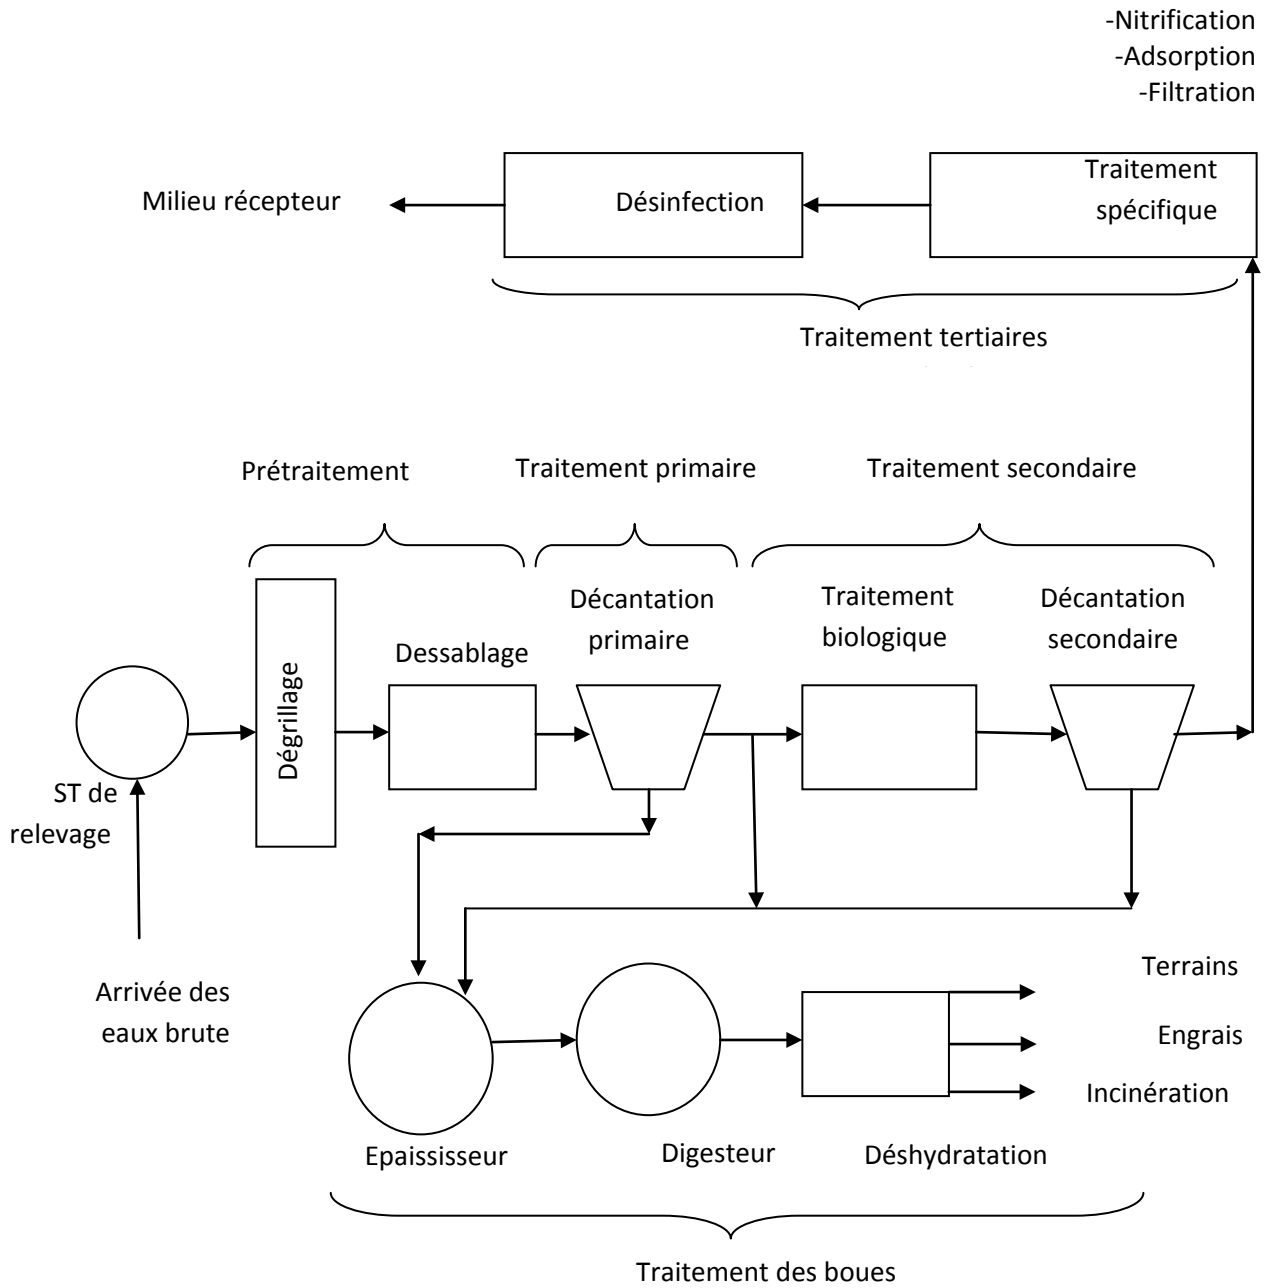 -Nitrification
-Adsorption
-Filtration
Traitement
spécifique
Désinfection
Milieu récepteur
Traitement tertiaires
Prétraitement
Traitement primaire
Traitement secondaire
Décantation
primaire
Traitement
biologique
Décantation
secondaire
Dessablage
Dégrillage
ST de
relevage
Arrivée des
eaux brute
Terrains
Engrais
Incinération
Epaississeur
Digesteur
Déshydratation
Traitement des boues